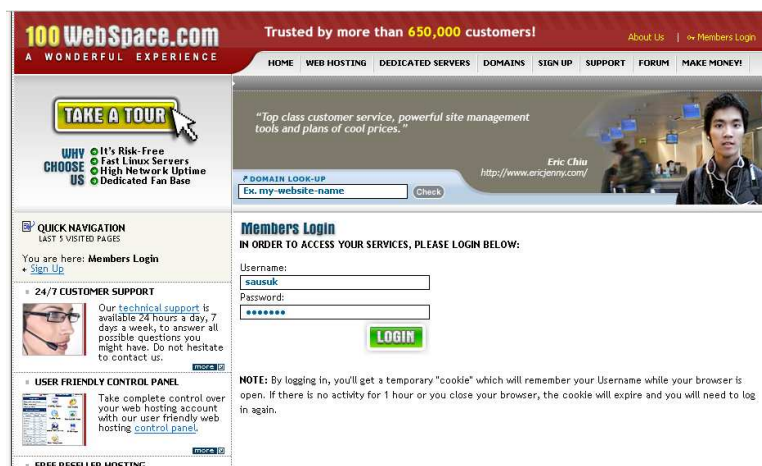 100 WebSpace.com
A WONDERFUL EXPERIENCE
Trusted by more than 650,000 customers!
About Us | Members Login
HOME WEB HOSTING DEDICATED SERVERS DOMAINS SIGN UP SUPPORT FORUM MAKE MONEY!
TAKE A TOUR
WHY CHOOSE US
It's Risk-Free
Fast Linux Servers
High Network Uptime
Dedicated Fan Base
"Top class customer service, powerful site management
tools and plans of cool prices."
Eric Chiu
http://www.ericjenny.com/
DOMAIN LOOK-UP
Ex. my-website-name Check
QUICK NAVIGATION
LAST 5 VISITED PAGES
You are here: Members Login
Sign Up
24/7 CUSTOMER SUPPORT
Our technical support is
available 24 hours a day, 7
days a week, to answer all
possible questions you
might have. Do not hesitate
to contact us.
more
USER FRIENDLY CONTROL PANEL
Take complete control over
your web hosting account
with our user friendly web
hosting control panel.
more
FREE RESELLER HOSTING
Members Login
IN ORDER TO ACCESS YOUR SERVICES, PLEASE LOGIN BELOW:
Username:
sausuk
Password:
•••••••
LOGIN
NOTE: By logging in, you'll get a temporary "cookie" which will remember your Username while your browser is
open. If there is no activity for 1 hour or you close your browser, the cookie will expire and you will need to log
in again.